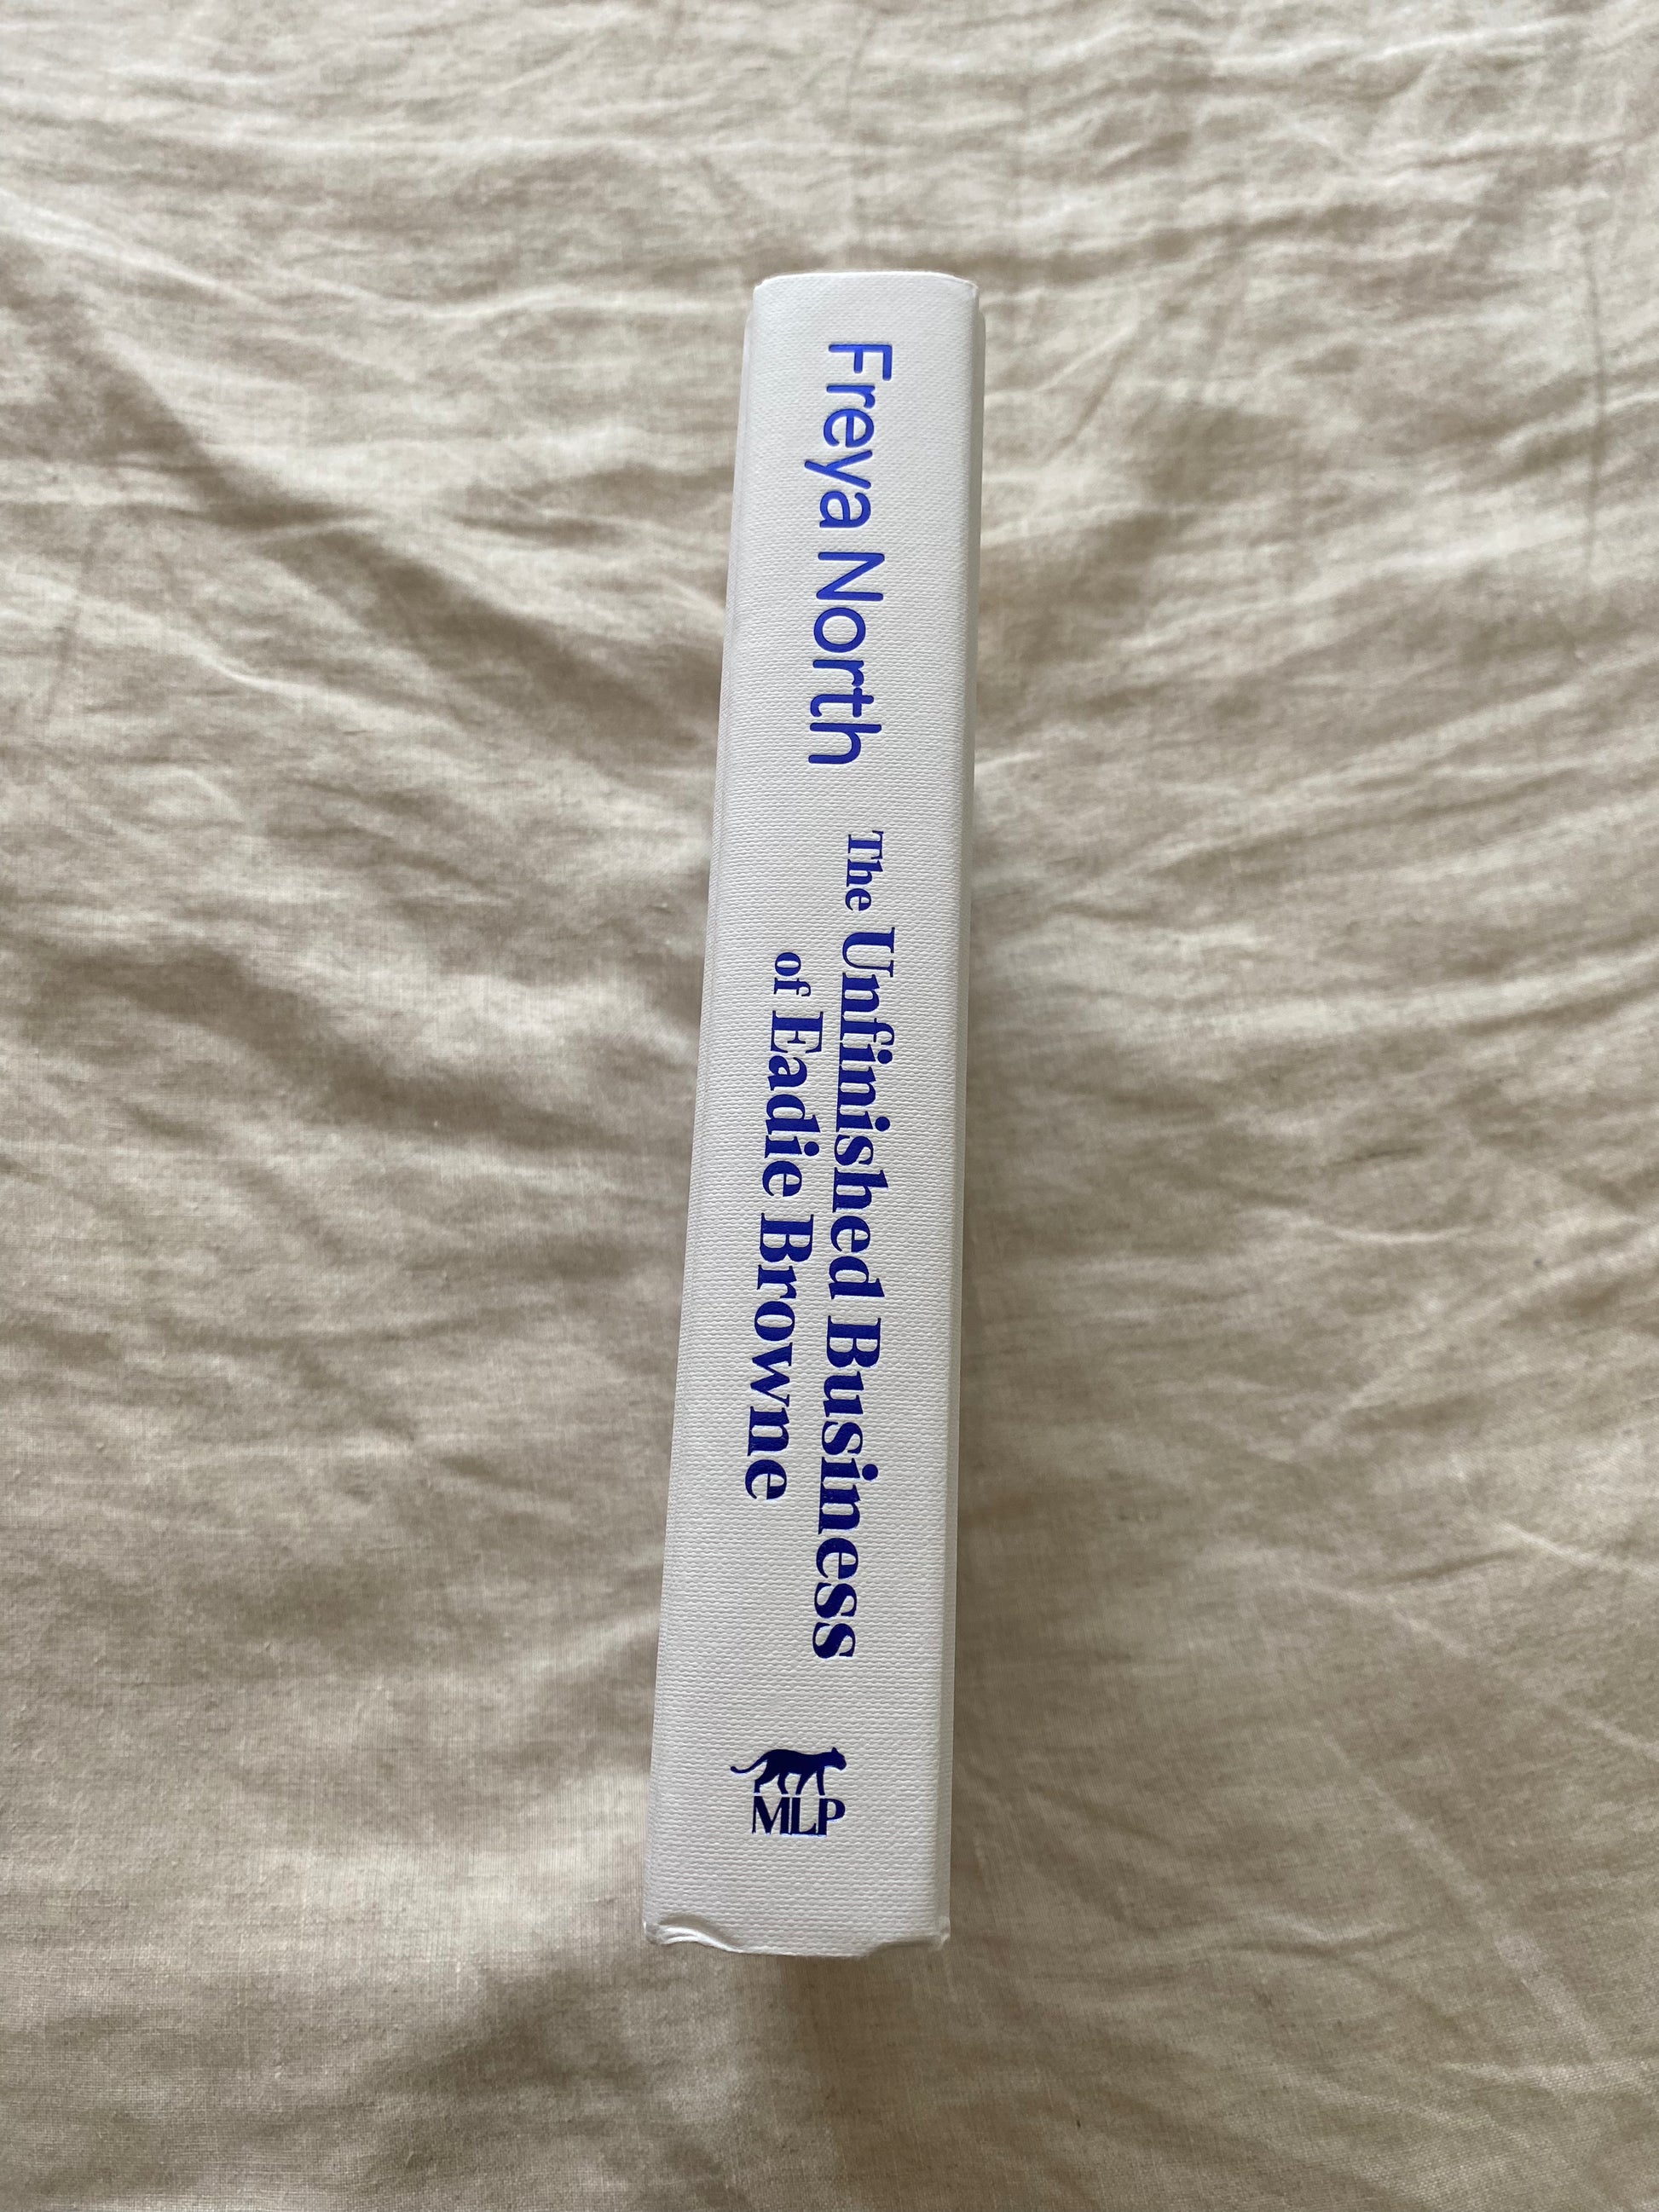 Freya North
The Unfinished Business
of Eadie Browne
MLP